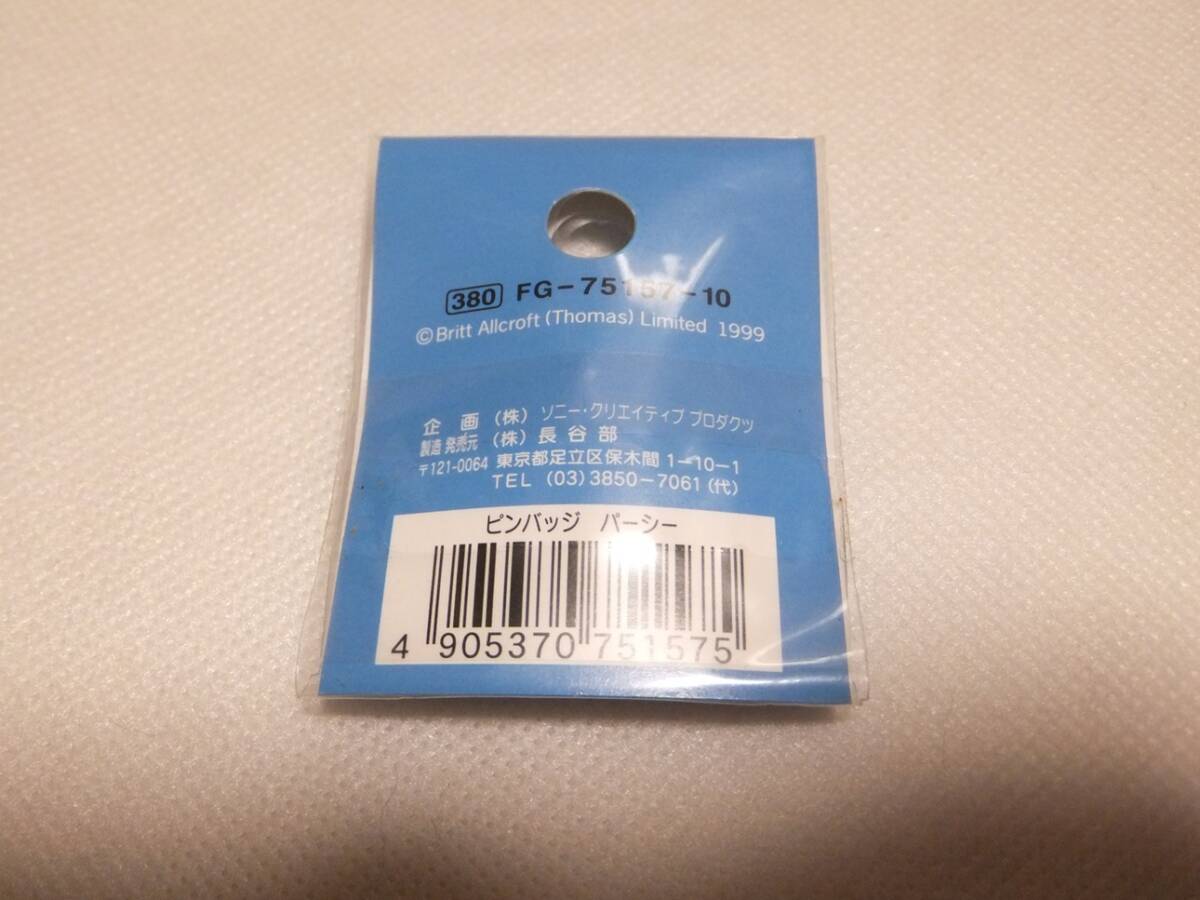 380 FG-75157-10
©Britt Allcroft (Thomas) Limited 1999
企画 (株) ソニー・クリエイティブ プロダクツ
製造 発売元 (株) 長谷部
〒121-0064 東京都足立区保木間 1-10-1
TEL (03) 3850-7061 (代)
ピンバッジ パーシー
4 905370 751575